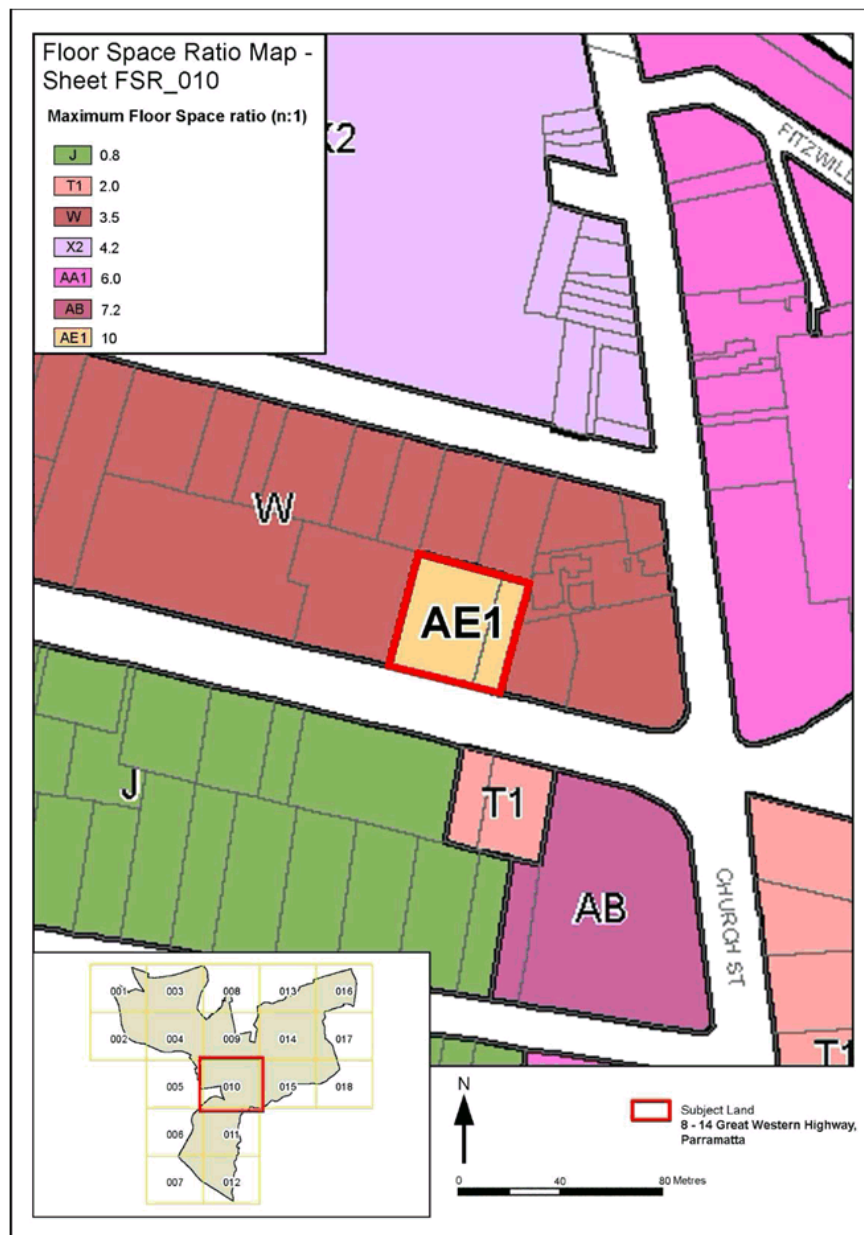 Floor Space Ratio Map -
Sheet FSR_010
Maximum Floor Space ratio (n:1)
J 0.8
T1 2.0
W 3.5
X2 4.2
AA1 6.0
AB 7.2
AE1 10
FITZWILL
W
AE1
J
T1
AB
CHURCH ST
001
003
008
013
016
002
004
009
014
017
005
010
015
018
006
011
007
012
N
Subject Land
8 - 14 Great Western Highway,
Parramatta
0 40 80 Metres